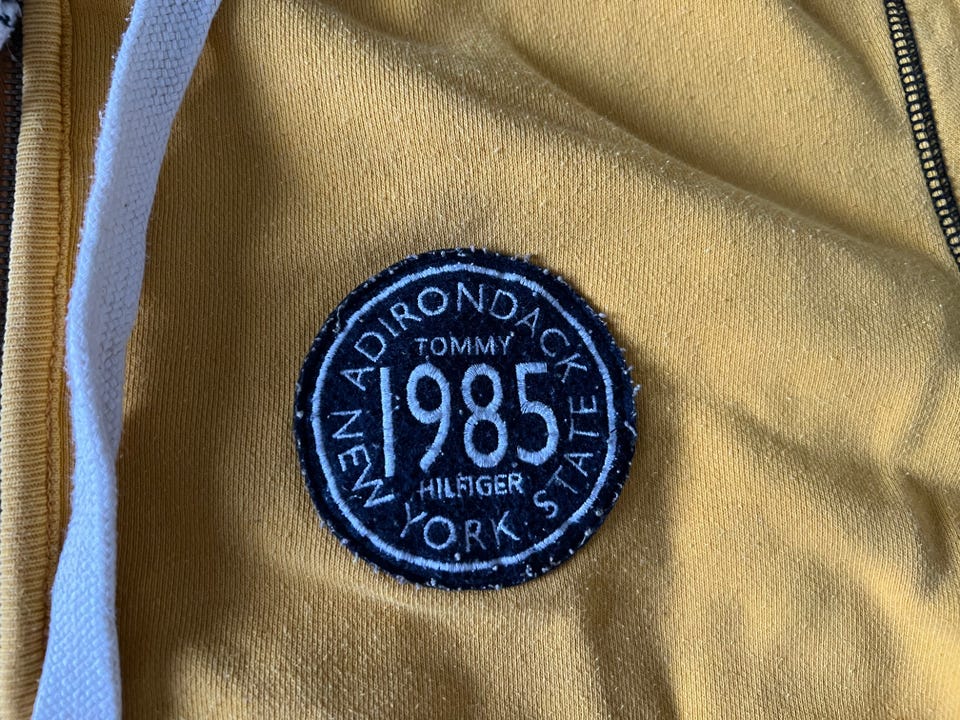 ADIRONDACK
TOMMY
1985
HILFIGER
NEW YORK STATE